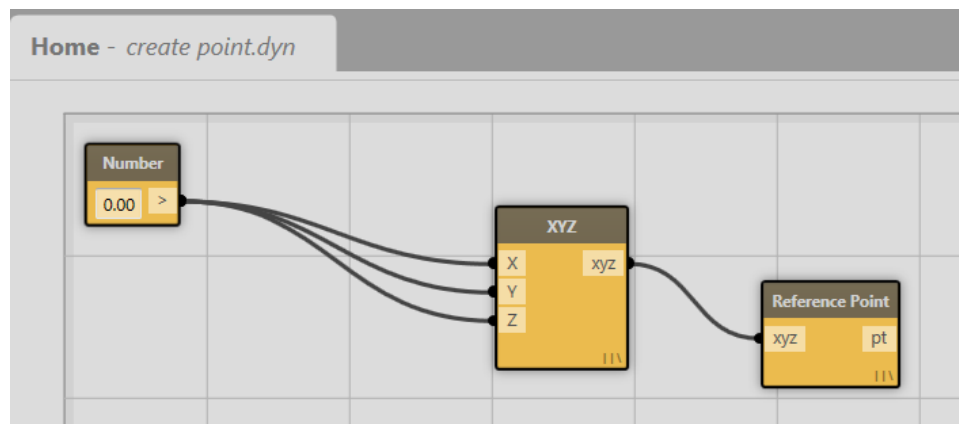 Home - create point.dyn
Number
0.00 >
XYZ
X xyz
Y
Z
Reference Point
xyz pt